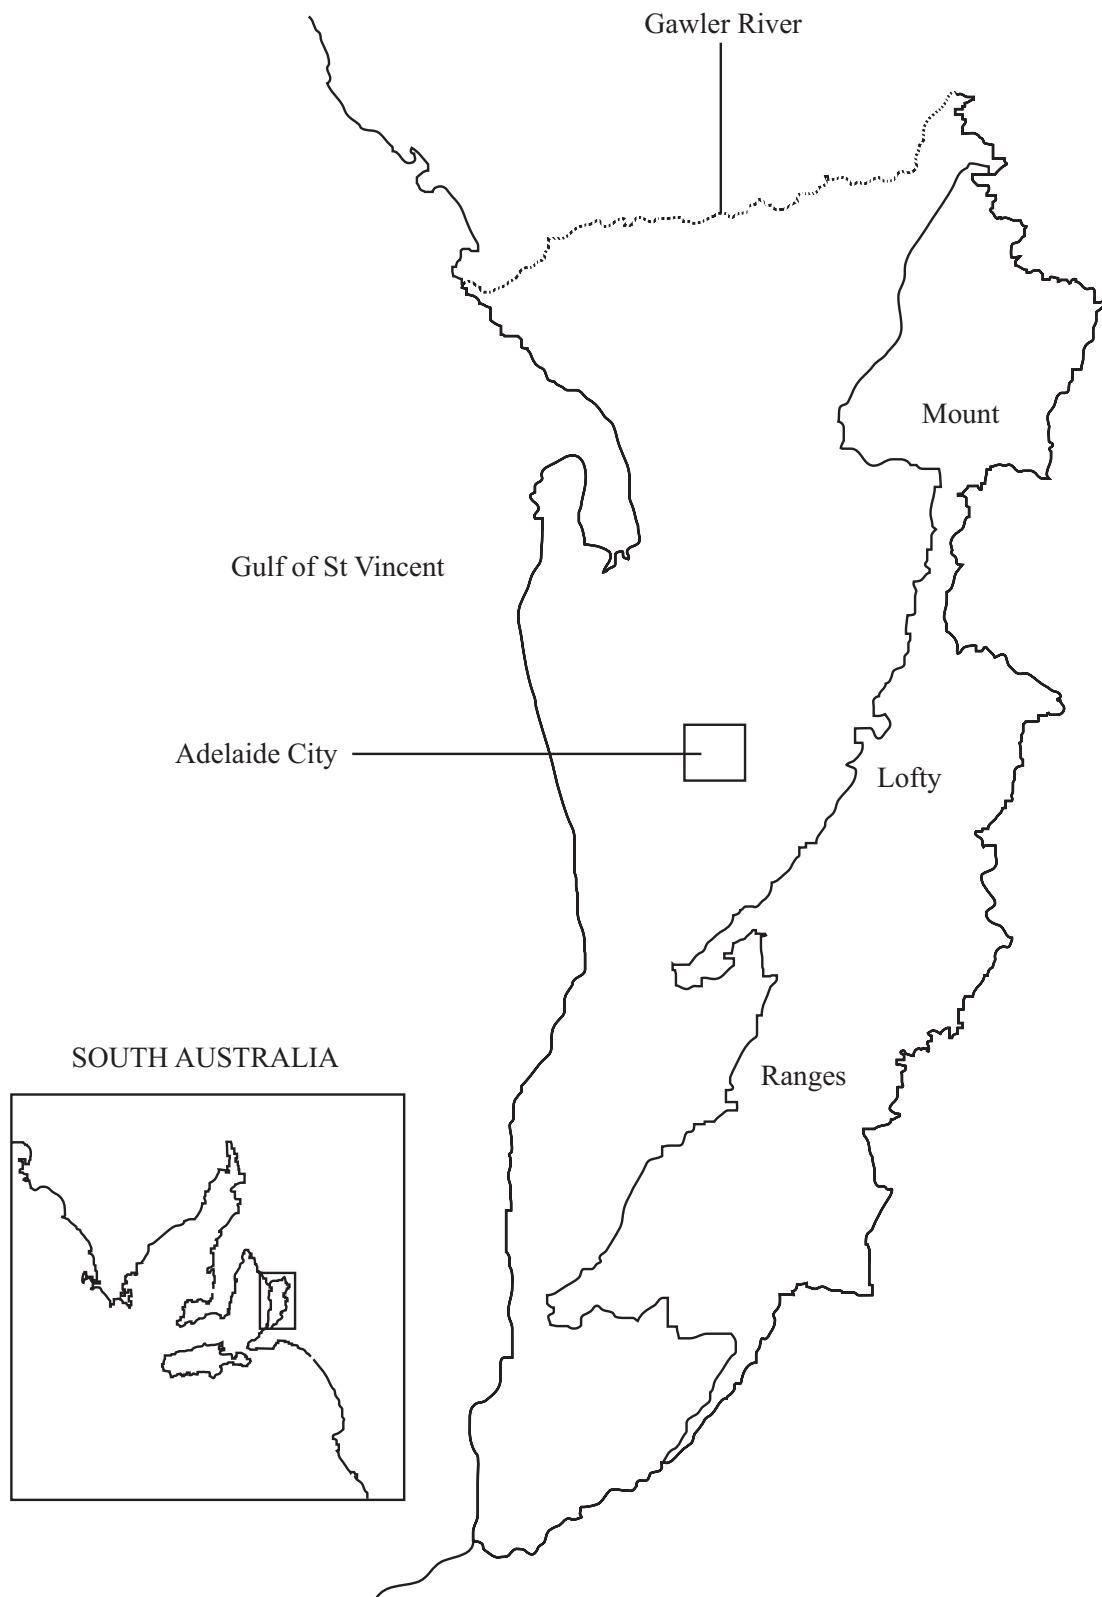 Gawler River
Mount
Gulf of St Vincent
Adelaide City
Lofty
SOUTH AUSTRALIA
Ranges